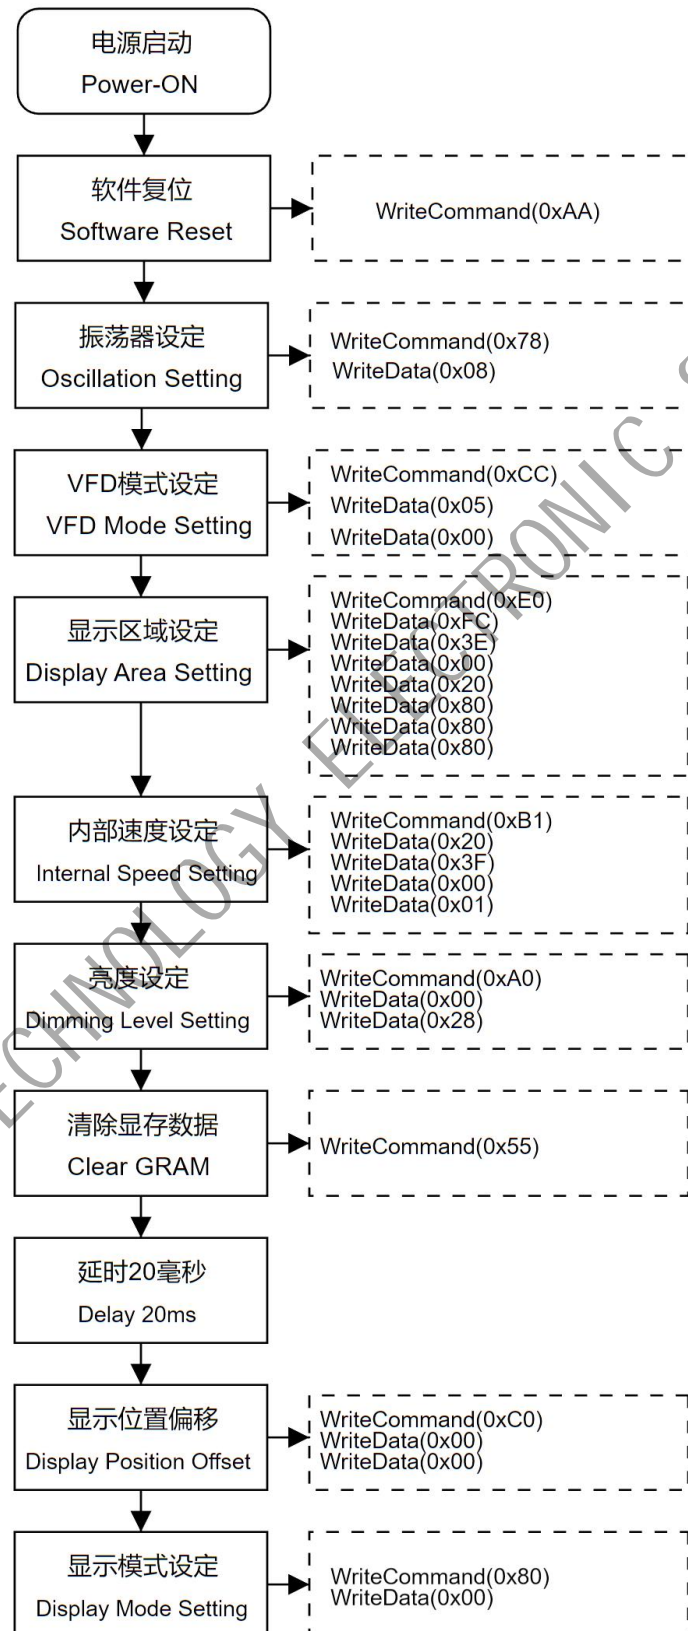 电源启动
Power-ON
软件复位
Software Reset
WriteCommand(0xAA)
振荡器设定
Oscillation Setting
WriteCommand(0x78)
WriteData(0x08)
VFD模式设定
VFD Mode Setting
WriteCommand(0xCC)
WriteData(0x05)
WriteData(0x00)
显示区域设定
Display Area Setting
WriteCommand(0xE0)
WriteData(0xFC)
WriteData(0x3E)
WriteData(0x00)
WriteData(0x20)
WriteData(0x80)
WriteData(0x80)
WriteData(0x80)
内部速度设定
Internal Speed Setting
WriteCommand(0xB1)
WriteData(0x20)
WriteData(0x3F)
WriteData(0x00)
WriteData(0x01)
亮度设定
Dimming Level Setting
WriteCommand(0xA0)
WriteData(0x00)
WriteData(0x28)
清除显存数据
Clear GRAM
WriteCommand(0x55)
延时20毫秒
Delay 20ms
显示位置偏移
Display Position Offset
WriteCommand(0xC0)
WriteData(0x00)
WriteData(0x00)
显示模式设定
Display Mode Setting
WriteCommand(0x80)
WriteData(0x00)
TECHNOLOGY ELECTRONIC